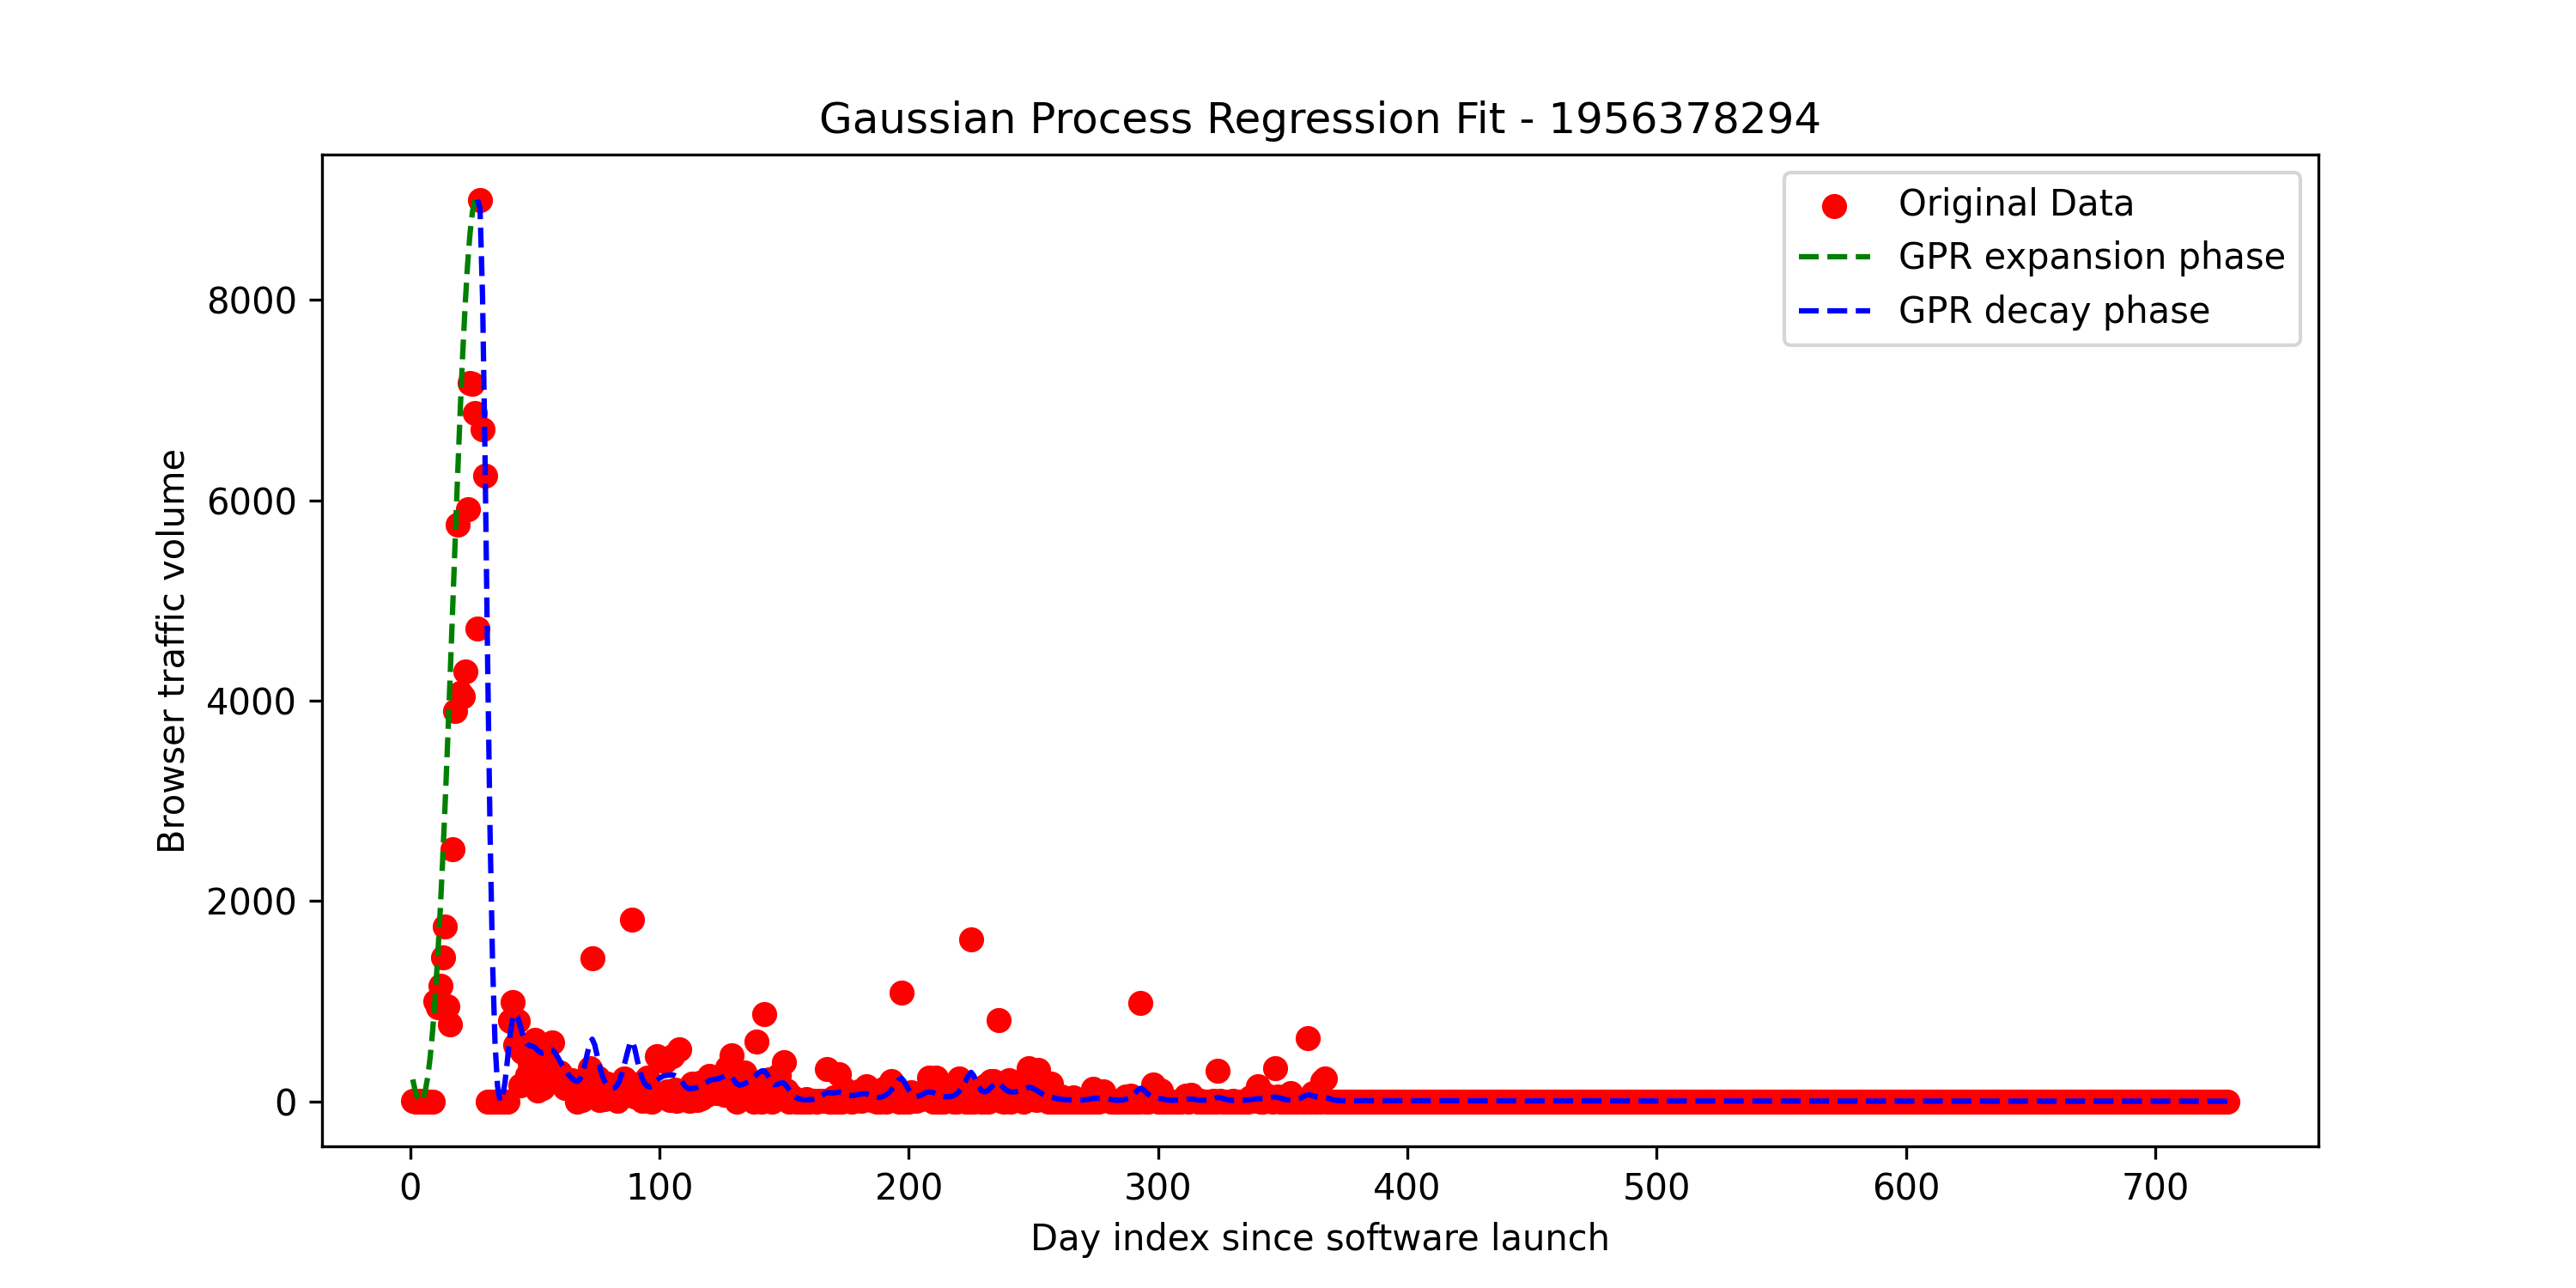 Gaussian Process Regression Fit - 1956378294
Original Data
GPR expansion phase
GPR decay phase
Browser traffic volume
8000
6000
4000
2000
0
0 100 200 300 400 500 600 700
Day index since software launch